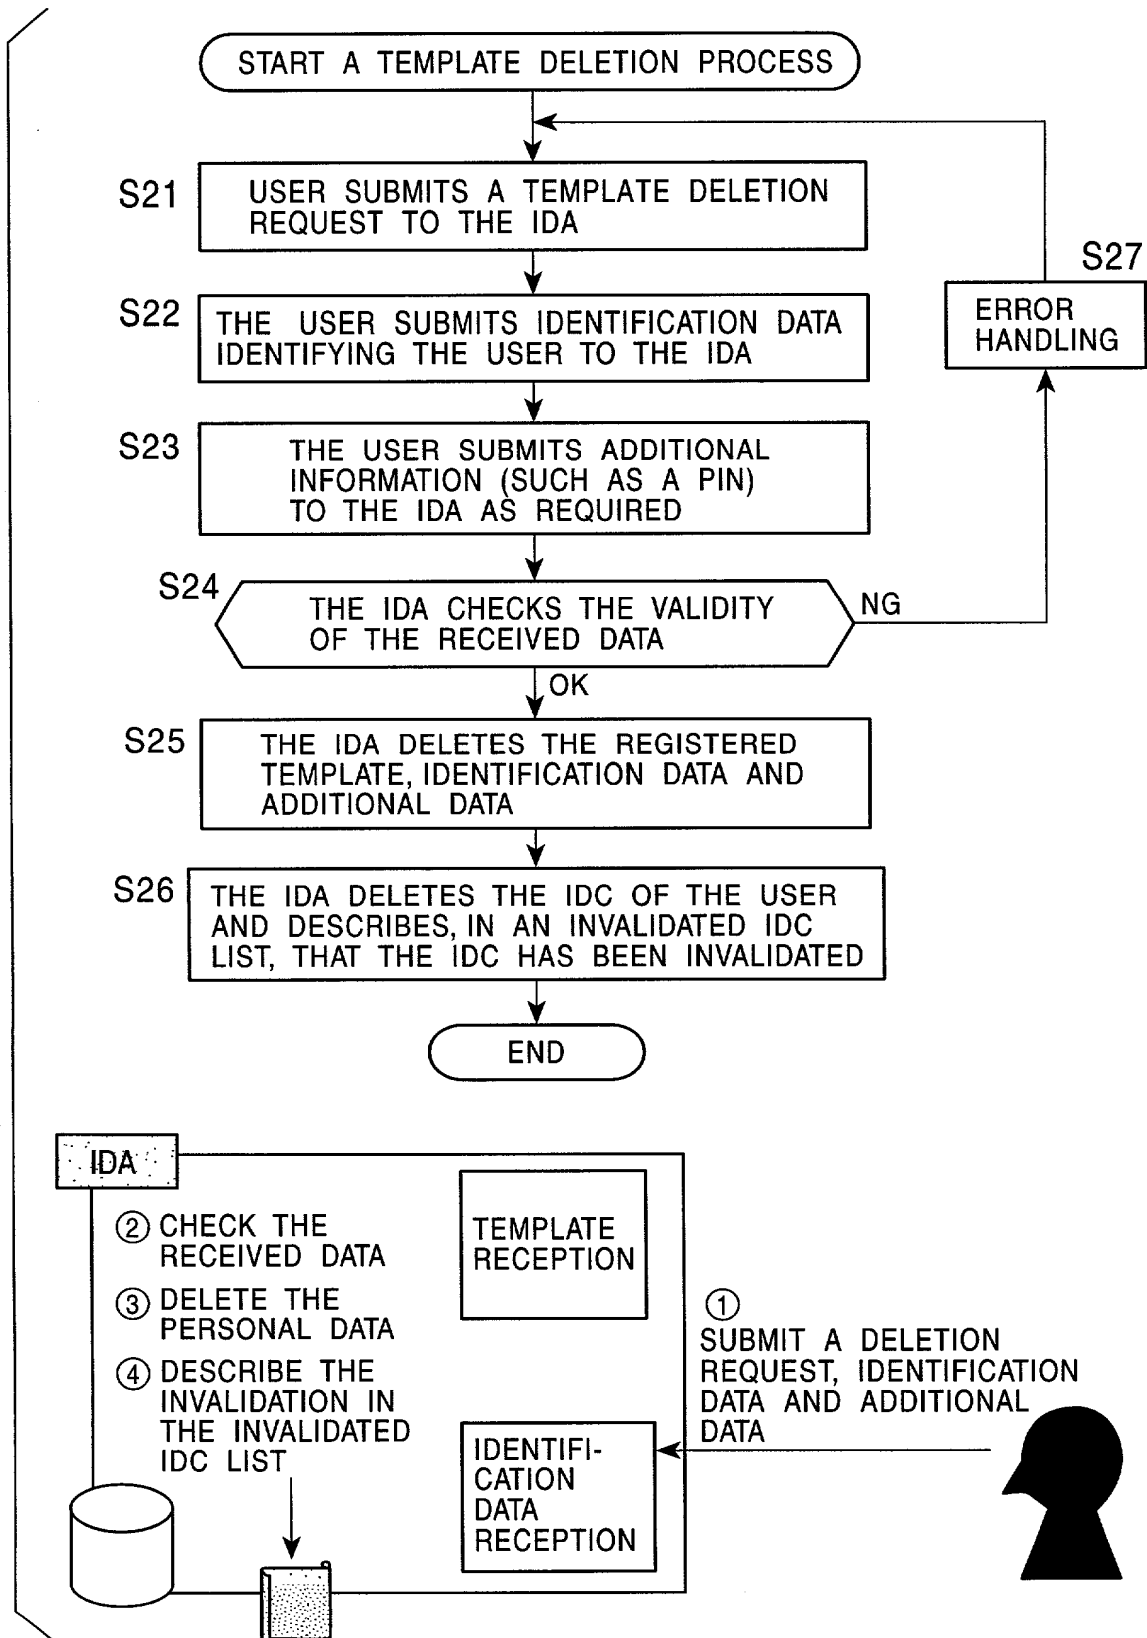 START A TEMPLATE DELETION PROCESS
S21
USER SUBMITS A TEMPLATE DELETION
REQUEST TO THE IDA
S27
ERROR
HANDLING
S22
THE USER SUBMITS IDENTIFICATION DATA
IDENTIFYING THE USER TO THE IDA
S23
THE USER SUBMITS ADDITIONAL
INFORMATION (SUCH AS A PIN)
TO THE IDA AS REQUIRED
S24
THE IDA CHECKS THE VALIDITY
OF THE RECEIVED DATA
NG
OK
S25
THE IDA DELETES THE REGISTERED
TEMPLATE, IDENTIFICATION DATA AND
ADDITIONAL DATA
S26
THE IDA DELETES THE IDC OF THE USER
AND DESCRIBES, IN AN INVALIDATED IDC
LIST, THAT THE IDC HAS BEEN INVALIDATED
END
IDA
② CHECK THE
RECEIVED DATA
③ DELETE THE
PERSONAL DATA
④ DESCRIBE THE
INVALIDATION IN
THE INVALIDATED
IDC LIST
TEMPLATE
RECEPTION
IDENTIFI-
CATION
DATA
RECEPTION
①
SUBMIT A DELETION
REQUEST, IDENTIFICATION
DATA AND ADDITIONAL
DATA